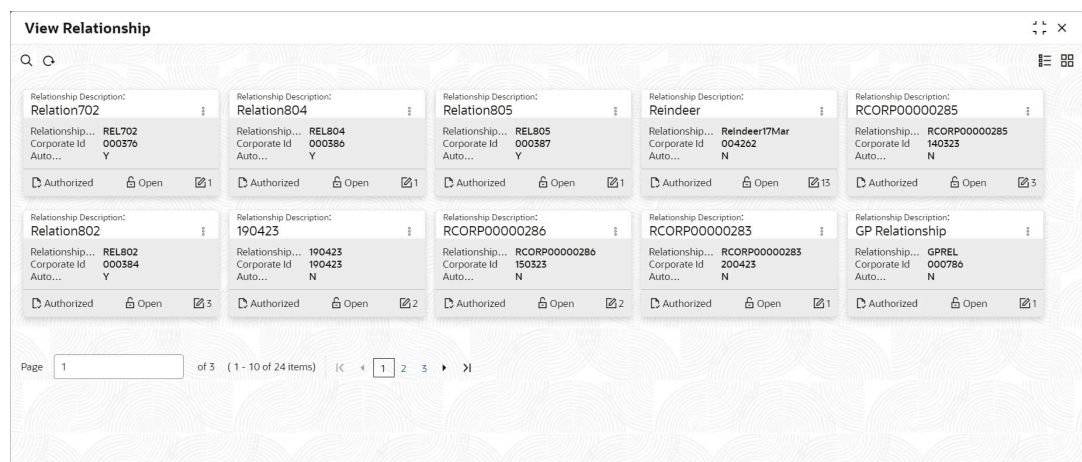 View Relationship
Relationship Description:
Relation702
Relationship... REL702
Corporate Id 000376
Auto... Y
Authorized Open 1
Relationship Description:
Relation804
Relationship... REL804
Corporate Id 000386
Auto... Y
Authorized Open 1
Relationship Description:
Relation805
Relationship... REL805
Corporate Id 000387
Auto... Y
Authorized Open 1
Relationship Description:
Reindeer
Relationship... Reindeer17Mar
Corporate Id 004262
Auto... N
Authorized Open 13
Relationship Description:
RCORP00000285
Relationship... RCORP00000285
Corporate Id 140323
Auto... N
Authorized Open 3
Relationship Description:
Relation802
Relationship... REL802
Corporate Id 000384
Auto... Y
Authorized Open 3
Relationship Description:
190423
Relationship... 190423
Corporate Id 190423
Auto... N
Authorized Open 2
Relationship Description:
RCORP00000286
Relationship... RCORP00000286
Corporate Id 150323
Auto... N
Authorized Open 2
Relationship Description:
RCORP00000283
Relationship... RCORP00000283
Corporate Id 200423
Auto... N
Authorized Open 1
Relationship Description:
GP Relationship
Relationship... GPREL
Corporate Id 000786
Auto... N
Authorized Open 1
Page 1 of 3 ( 1 - 10 of 24 items) 1 2 3